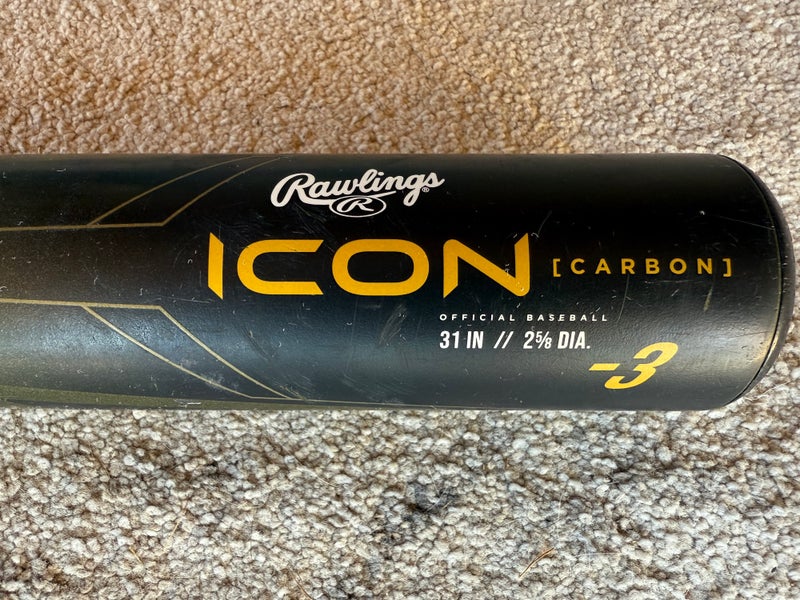 Rawlings®
R
ICON [CARBON]
OFFICIAL BASEBALL
31 IN // 2⅝ DIA.
-3